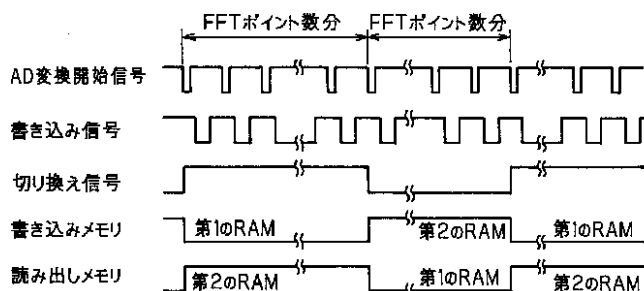 FFTポイント数分 FFTポイント数分
AD変換開始信号
書き込み信号
切り換え信号
書き込みメモリ 第1のRAM 第2のRAM 第1のRAM
読み出しメモリ 第2のRAM 第1のRAM 第2のRAM